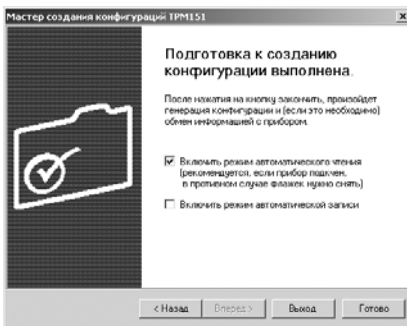 Мастер создания конфигураций ТРМ151
Подготовка к созданию
конфигурации выполнена.
После нажатия на кнопку закончить, произойдет
генерация конфигурации и (если это необходимо)
обмен информацией с прибором.
Включить режим автоматического чтения
(рекомендуется, если прибор подкчен,
в противном случае флажек нужно снять)
Включить режим автоматической записи
< Назад Вперед > Выход Готово